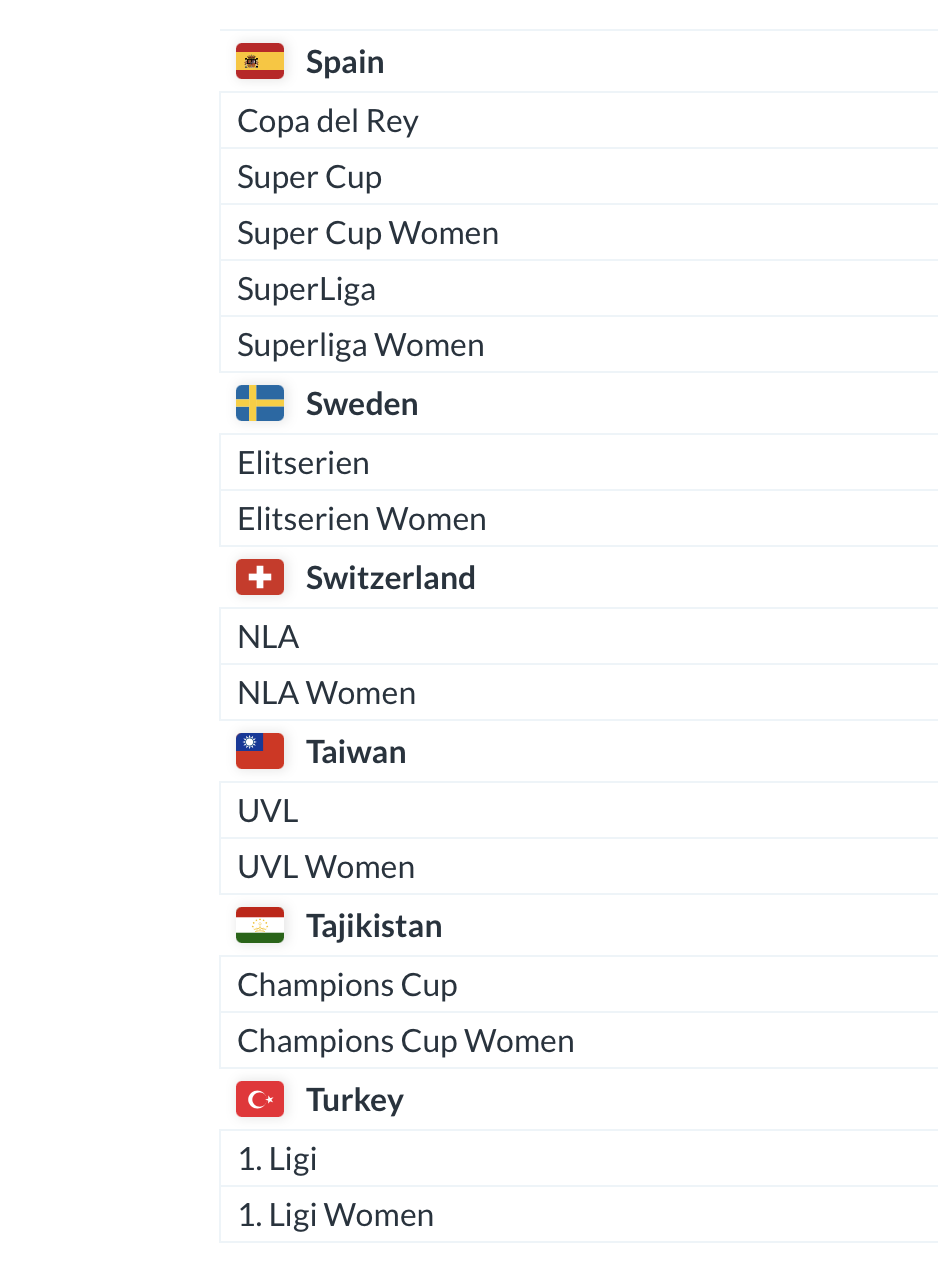 Spain
Copa del Rey
Super Cup
Super Cup Women
SuperLiga
Superliga Women
Sweden
Elitserien
Elitserien Women
Switzerland
NLA
NLA Women
Taiwan
UVL
UVL Women
Tajikistan
Champions Cup
Champions Cup Women
Turkey
1. Ligi
1. Ligi Women